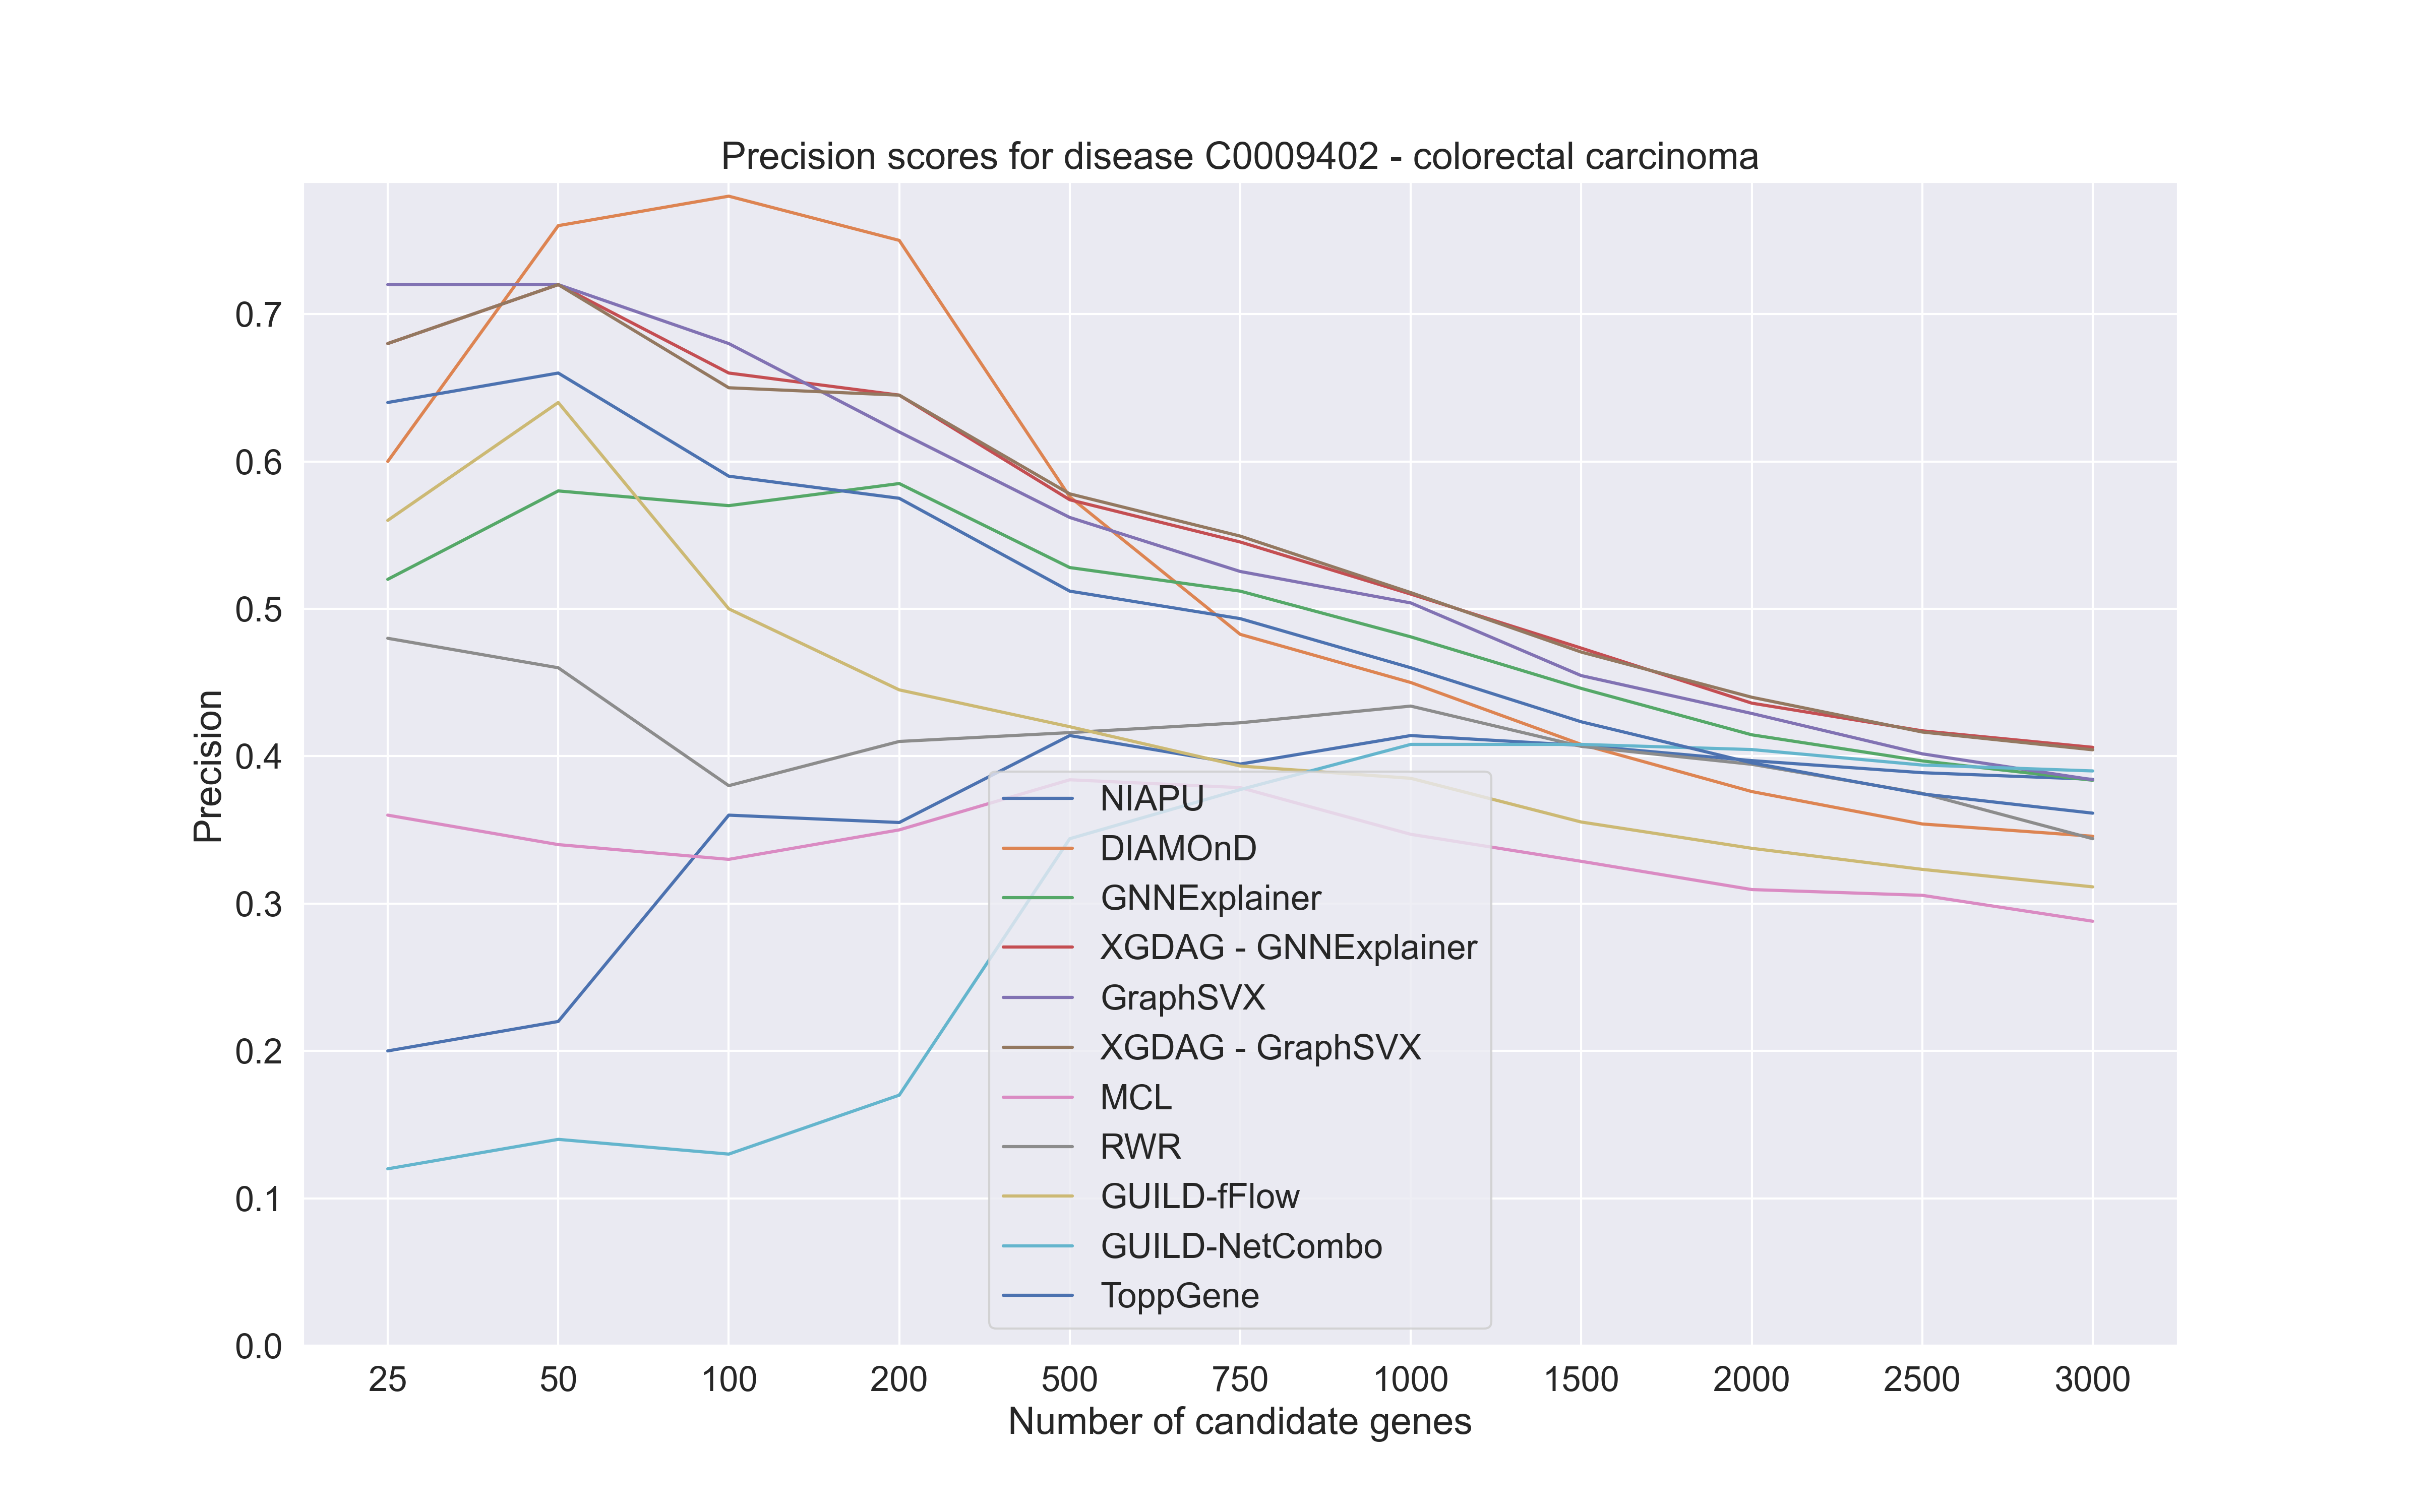 Precision scores for disease C0009402 - colorectal carcinoma
Precision
0.7
0.6
0.5
0.4
0.3
0.2
0.1
0.0
NIAPU
DIAMOnD
GNNExplainer
XGDAG - GNNExplainer
GraphSVX
XGDAG - GraphSVX
MCL
RWR
GUILD-fFlow
GUILD-NetCombo
ToppGene
25 50 100 200 500 750 1000 1500 2000 2500 3000
Number of candidate genes